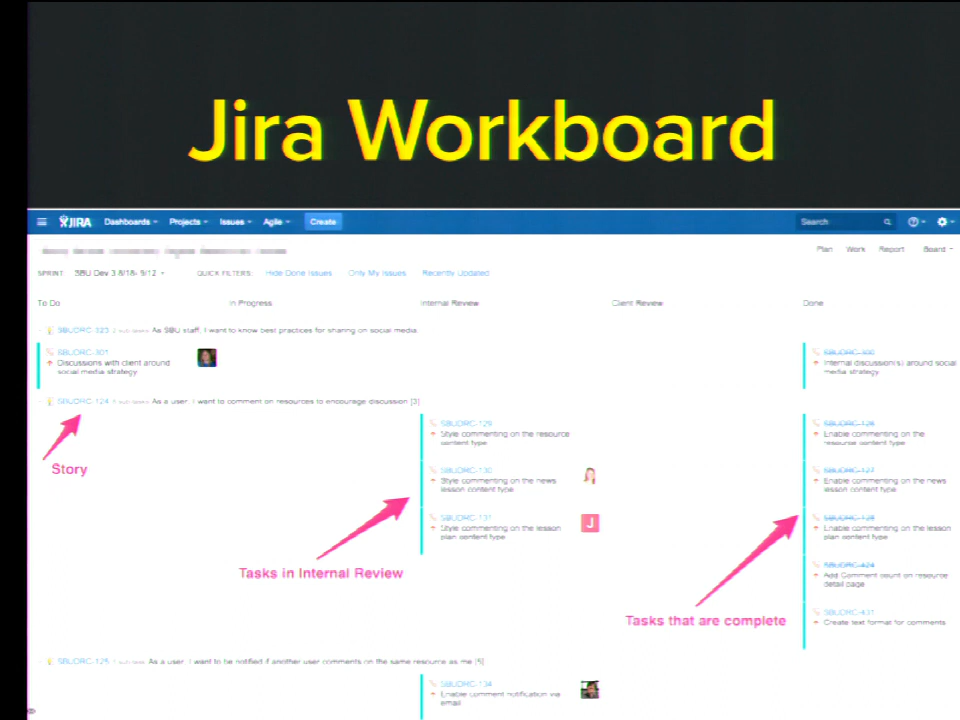 Jira Workboard
JIRA Dashboards Projects Issues Agile Create Search
Plan Work Report Board
SPRINT: SBU Dev 3 8/18- 9/12 QUICK FILTERS: Hide Done Issues Only My Issues Recently Updated
To Do In Progress Internal Review Client Review Done
SBUORC-323 2 sub-tasks As SBU staff, I want to know best practices for sharing on social media
SBUORC-301
Discussions with client around
social media strategy
SBUORC-300
Internal discussion(s) around social
media strategy
SBUORC-124 sub-tasks As a user, I want to comment on resources to encourage discussion [3]
Story
SBUORC-129
Style commenting on the resource
content type
SBUORC-130
Style commenting on the news
lesson content type
SBUORC-131
Style commenting on the lesson
plan content type
J
Tasks in Internal Review
SBUORC-126
Enable commenting on the
resource content type
SBUORC-127
Enable commenting on the news
lesson content type
SBUORC-128
Enable commenting on the lesson
plan content type
SBUORC-424
Add Comment count on resource
detail page
SBUORC-431
Create text format for comments
Tasks that are complete
SBUORC-125 sub-tasks As a user, I want to be notified if another user comments on the same resource as me [5]
SBUORC-134
Enable comment notification via
email